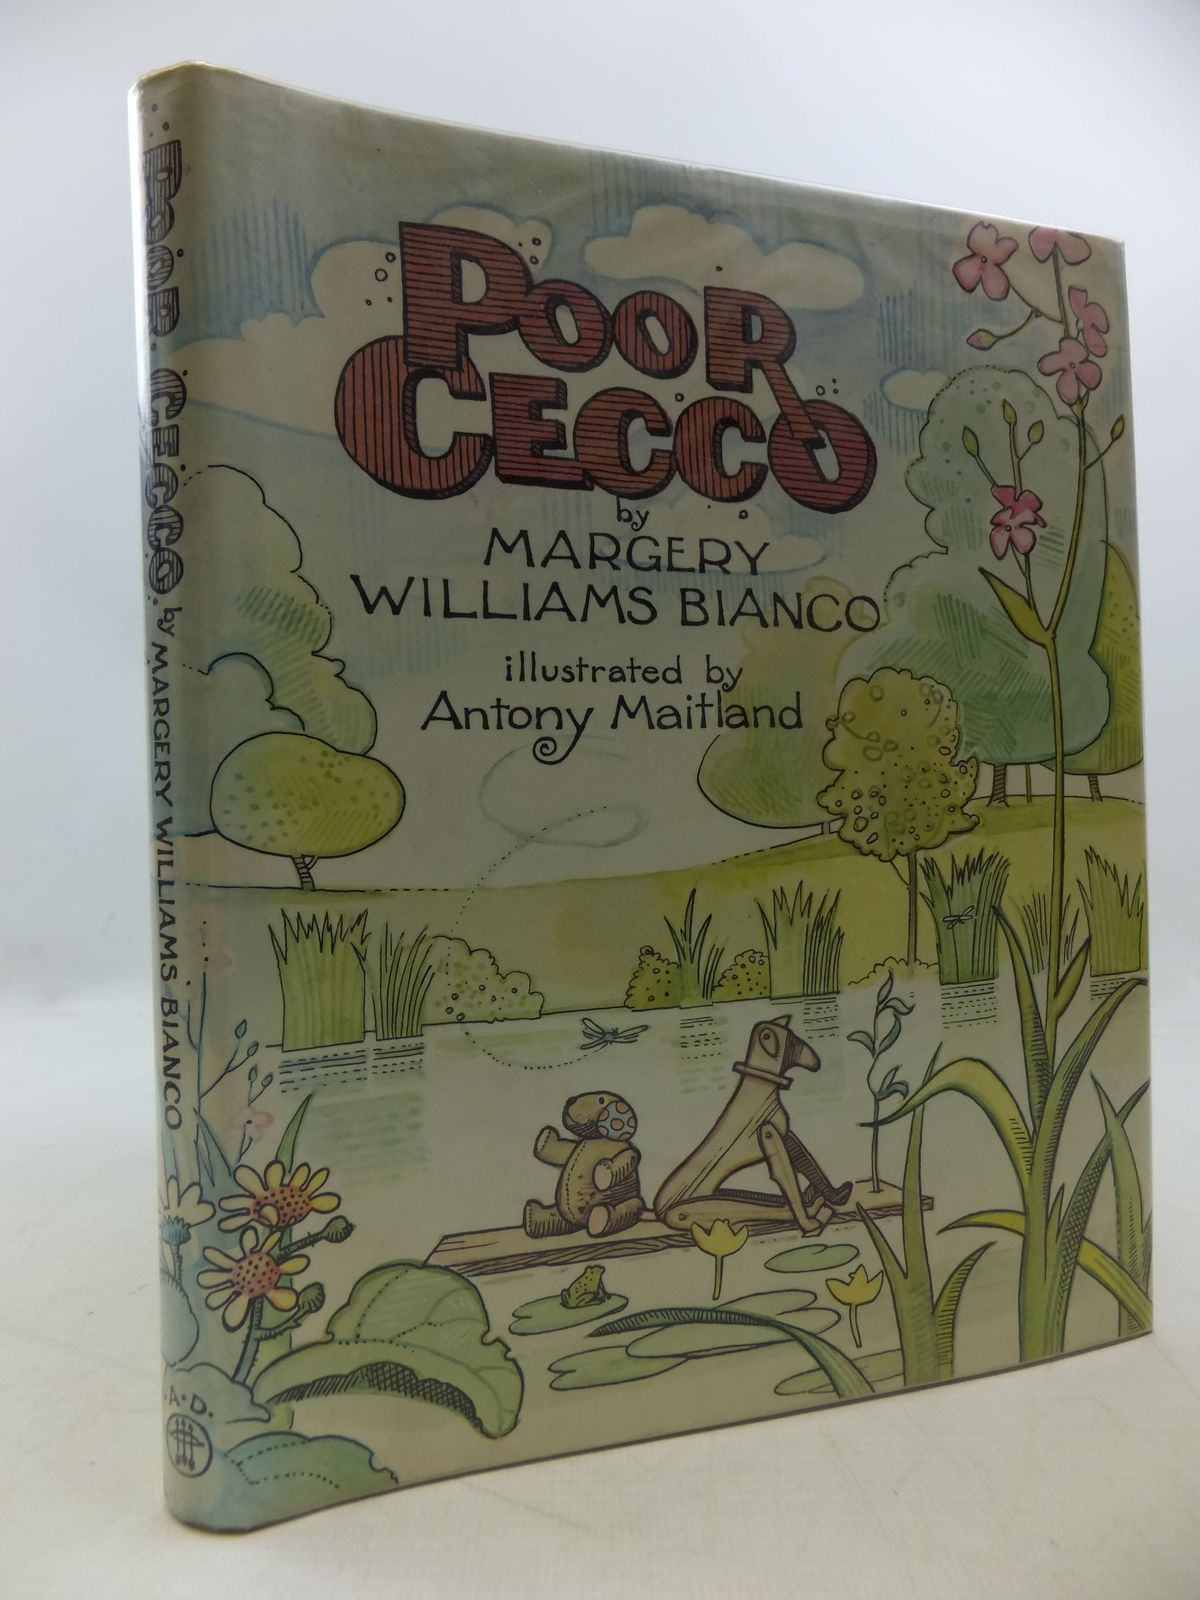 POOR
CECCO
by
MARGERY
WILLIAMS BIANCO
illustrated by
Antony Maitland
POOR CECCO by MARGERY WILLIAMS BIANCO
.A.D.